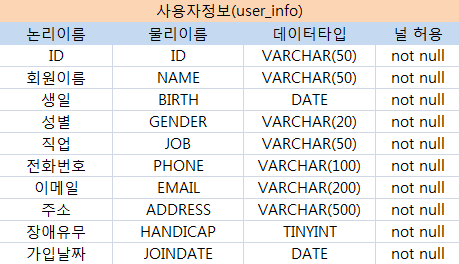 사용자정보(user_info)
논리이름 물리이름 데이터타입 널 허용
ID ID VARCHAR(50) not null
회원이름 NAME VARCHAR(50) not null
생일 BIRTH DATE not null
성별 GENDER VARCHAR(20) not null
직업 JOB VARCHAR(50) not null
전화번호 PHONE VARCHAR(100) not null
이메일 EMAIL VARCHAR(200) not null
주소 ADDRESS VARCHAR(500) not null
장애유무 HANDICAP TINYINT not null
가입날짜 JOINDATE DATE not null